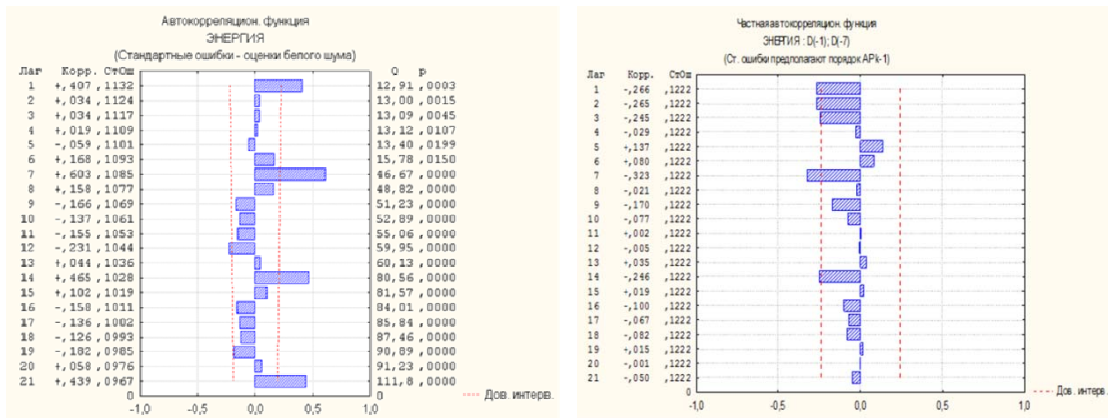 Автокорреляцион. функция
ЭНЕРГИЯ
(Стандартные ошибки - оценки белого шума)
Лаг Корр. СтОш Q p
1 +,407 ,1132 12,91 ,0003
2 +,034 ,1124 13,00 ,0015
3 +,034 ,1117 13,09 ,0045
4 +,019 ,1109 13,12 ,0107
5 -,059 ,1101 13,40 ,0199
6 +,168 ,1093 15,78 ,0150
7 +,603 ,1085 46,67 ,0000
8 +,158 ,1077 48,82 ,0000
9 -,166 ,1069 51,23 ,0000
10 -,137 ,1061 52,89 ,0000
11 -,155 ,1053 55,06 ,0000
12 -,231 ,1044 59,95 ,0000
13 +,044 ,1036 60,13 ,0000
14 +,465 ,1028 80,56 ,0000
15 +,102 ,1019 81,57 ,0000
16 -,158 ,1011 84,01 ,0000
17 -,136 ,1002 85,84 ,0000
18 -,126 ,0993 87,46 ,0000
19 -,182 ,0985 90,89 ,0000
20 +,058 ,0976 91,23 ,0000
21 +,439 ,0967 111,8 ,0000
0 0
-1,0 -0,5 0,0 0,5 1,0
Дов. интерв.
Частная автокорреляцион. функция
ЭНЕРГИЯ : D(-1); D(-7)
(Ст. ошибки предполагают порядок АРk-1)
Лаг Корр. СтОш
1 -,266 ,1222
2 -,265 ,1222
3 -,245 ,1222
4 -,029 ,1222
5 +,137 ,1222
6 +,080 ,1222
7 -,323 ,1222
8 -,021 ,1222
9 -,170 ,1222
10 -,077 ,1222
11 +,002 ,1222
12 -,005 ,1222
13 +,035 ,1222
14 -,246 ,1222
15 +,019 ,1222
16 -,100 ,1222
17 -,067 ,1222
18 -,082 ,1222
19 +,015 ,1222
20 -,001 ,1222
21 -,050 ,1222
0 0
-1,0 -0,5 0,0 0,5 1,0
Дов. интерв.